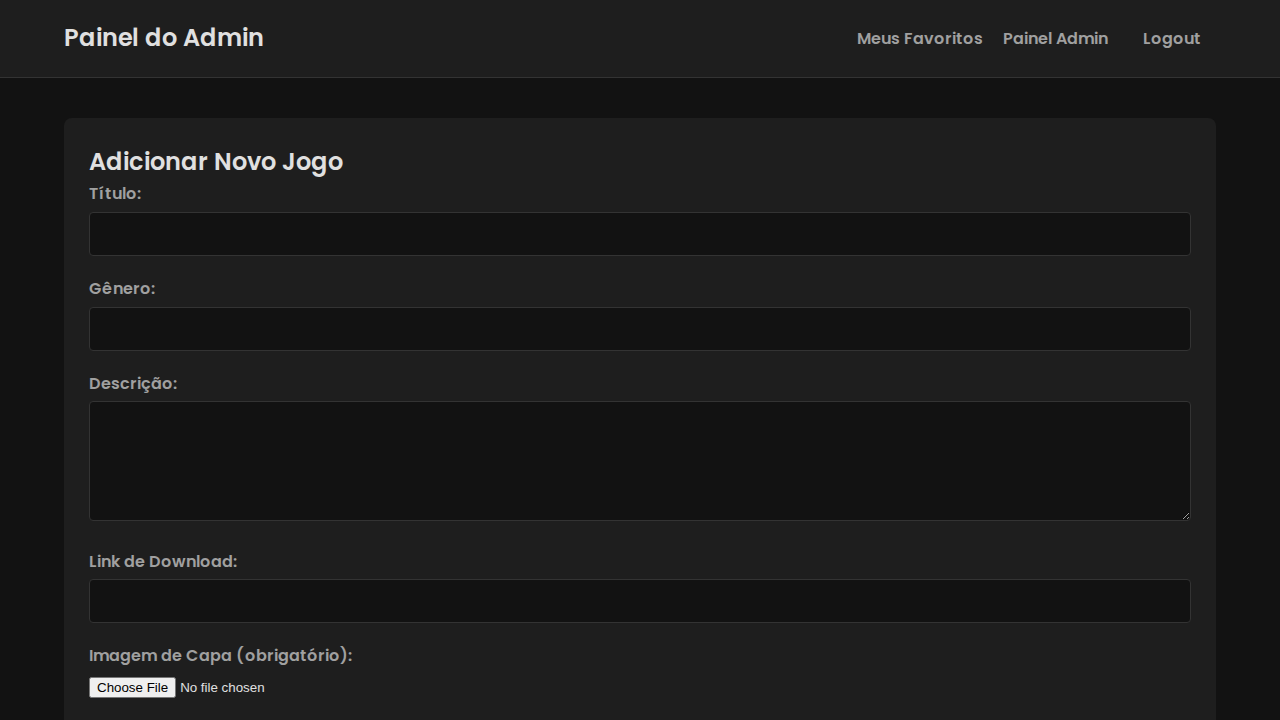 Painel do Admin
Meus Favoritos
Painel Admin
Logout
Adicionar Novo Jogo
Título:
Gênero:
Descrição:
Link de Download:
Imagem de Capa (obrigatório):
Choose File No file chosen